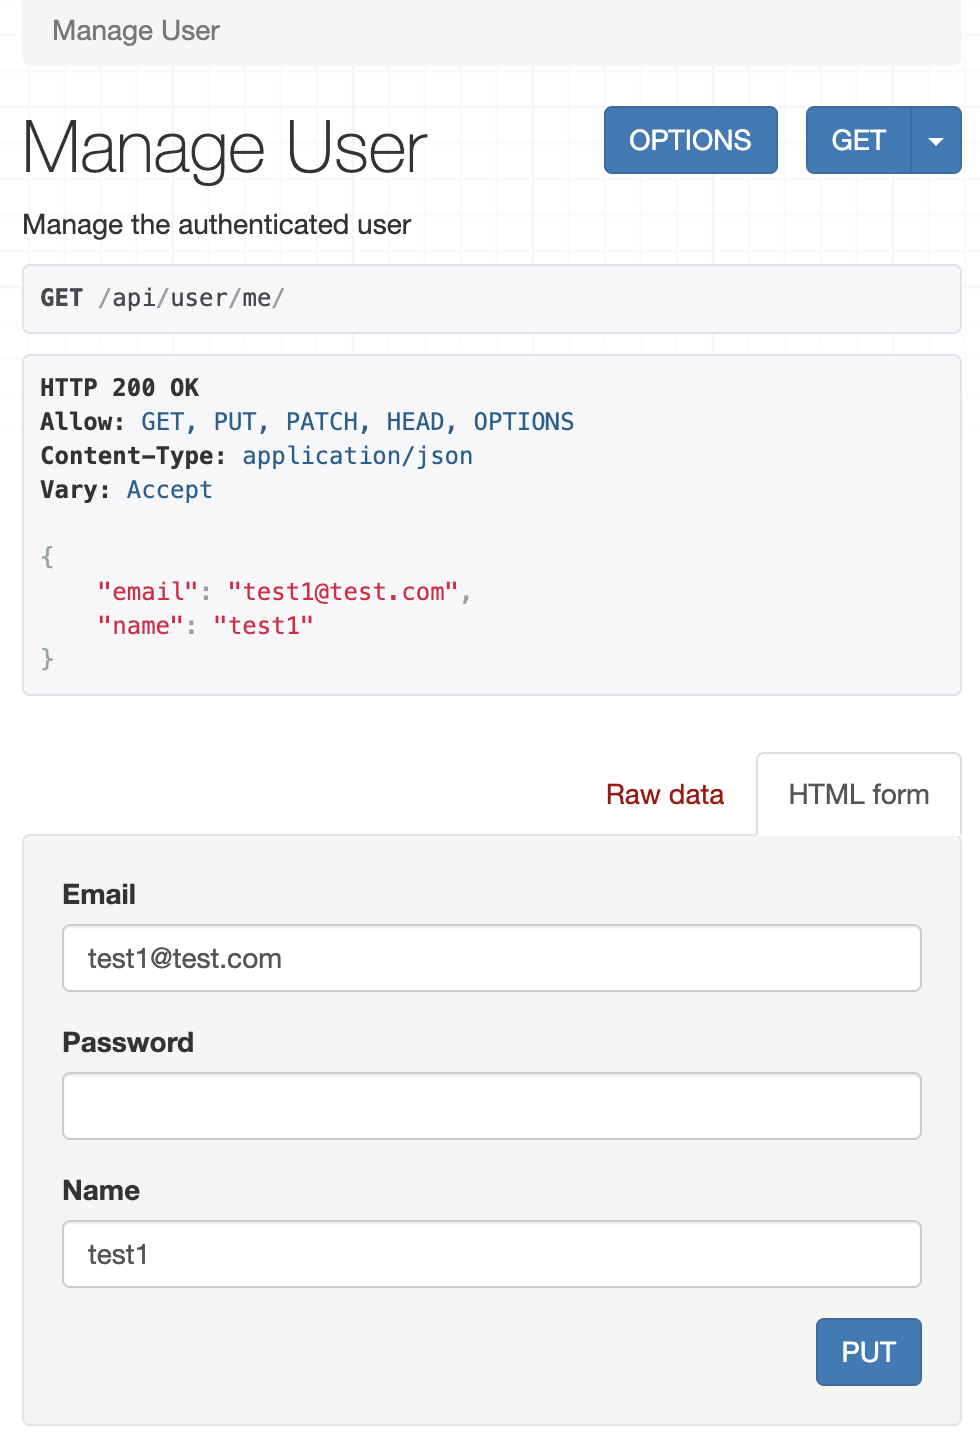 Manage User
Manage User
OPTIONS
GET
Manage the authenticated user
GET /api/user/me/
HTTP 200 OK
Allow: GET, PUT, PATCH, HEAD, OPTIONS
Content-Type: application/json
Vary: Accept
{
    "email": "test1@test.com",
    "name": "test1"
}
Raw data
HTML form
Email
test1@test.com
Password
Name
test1
PUT